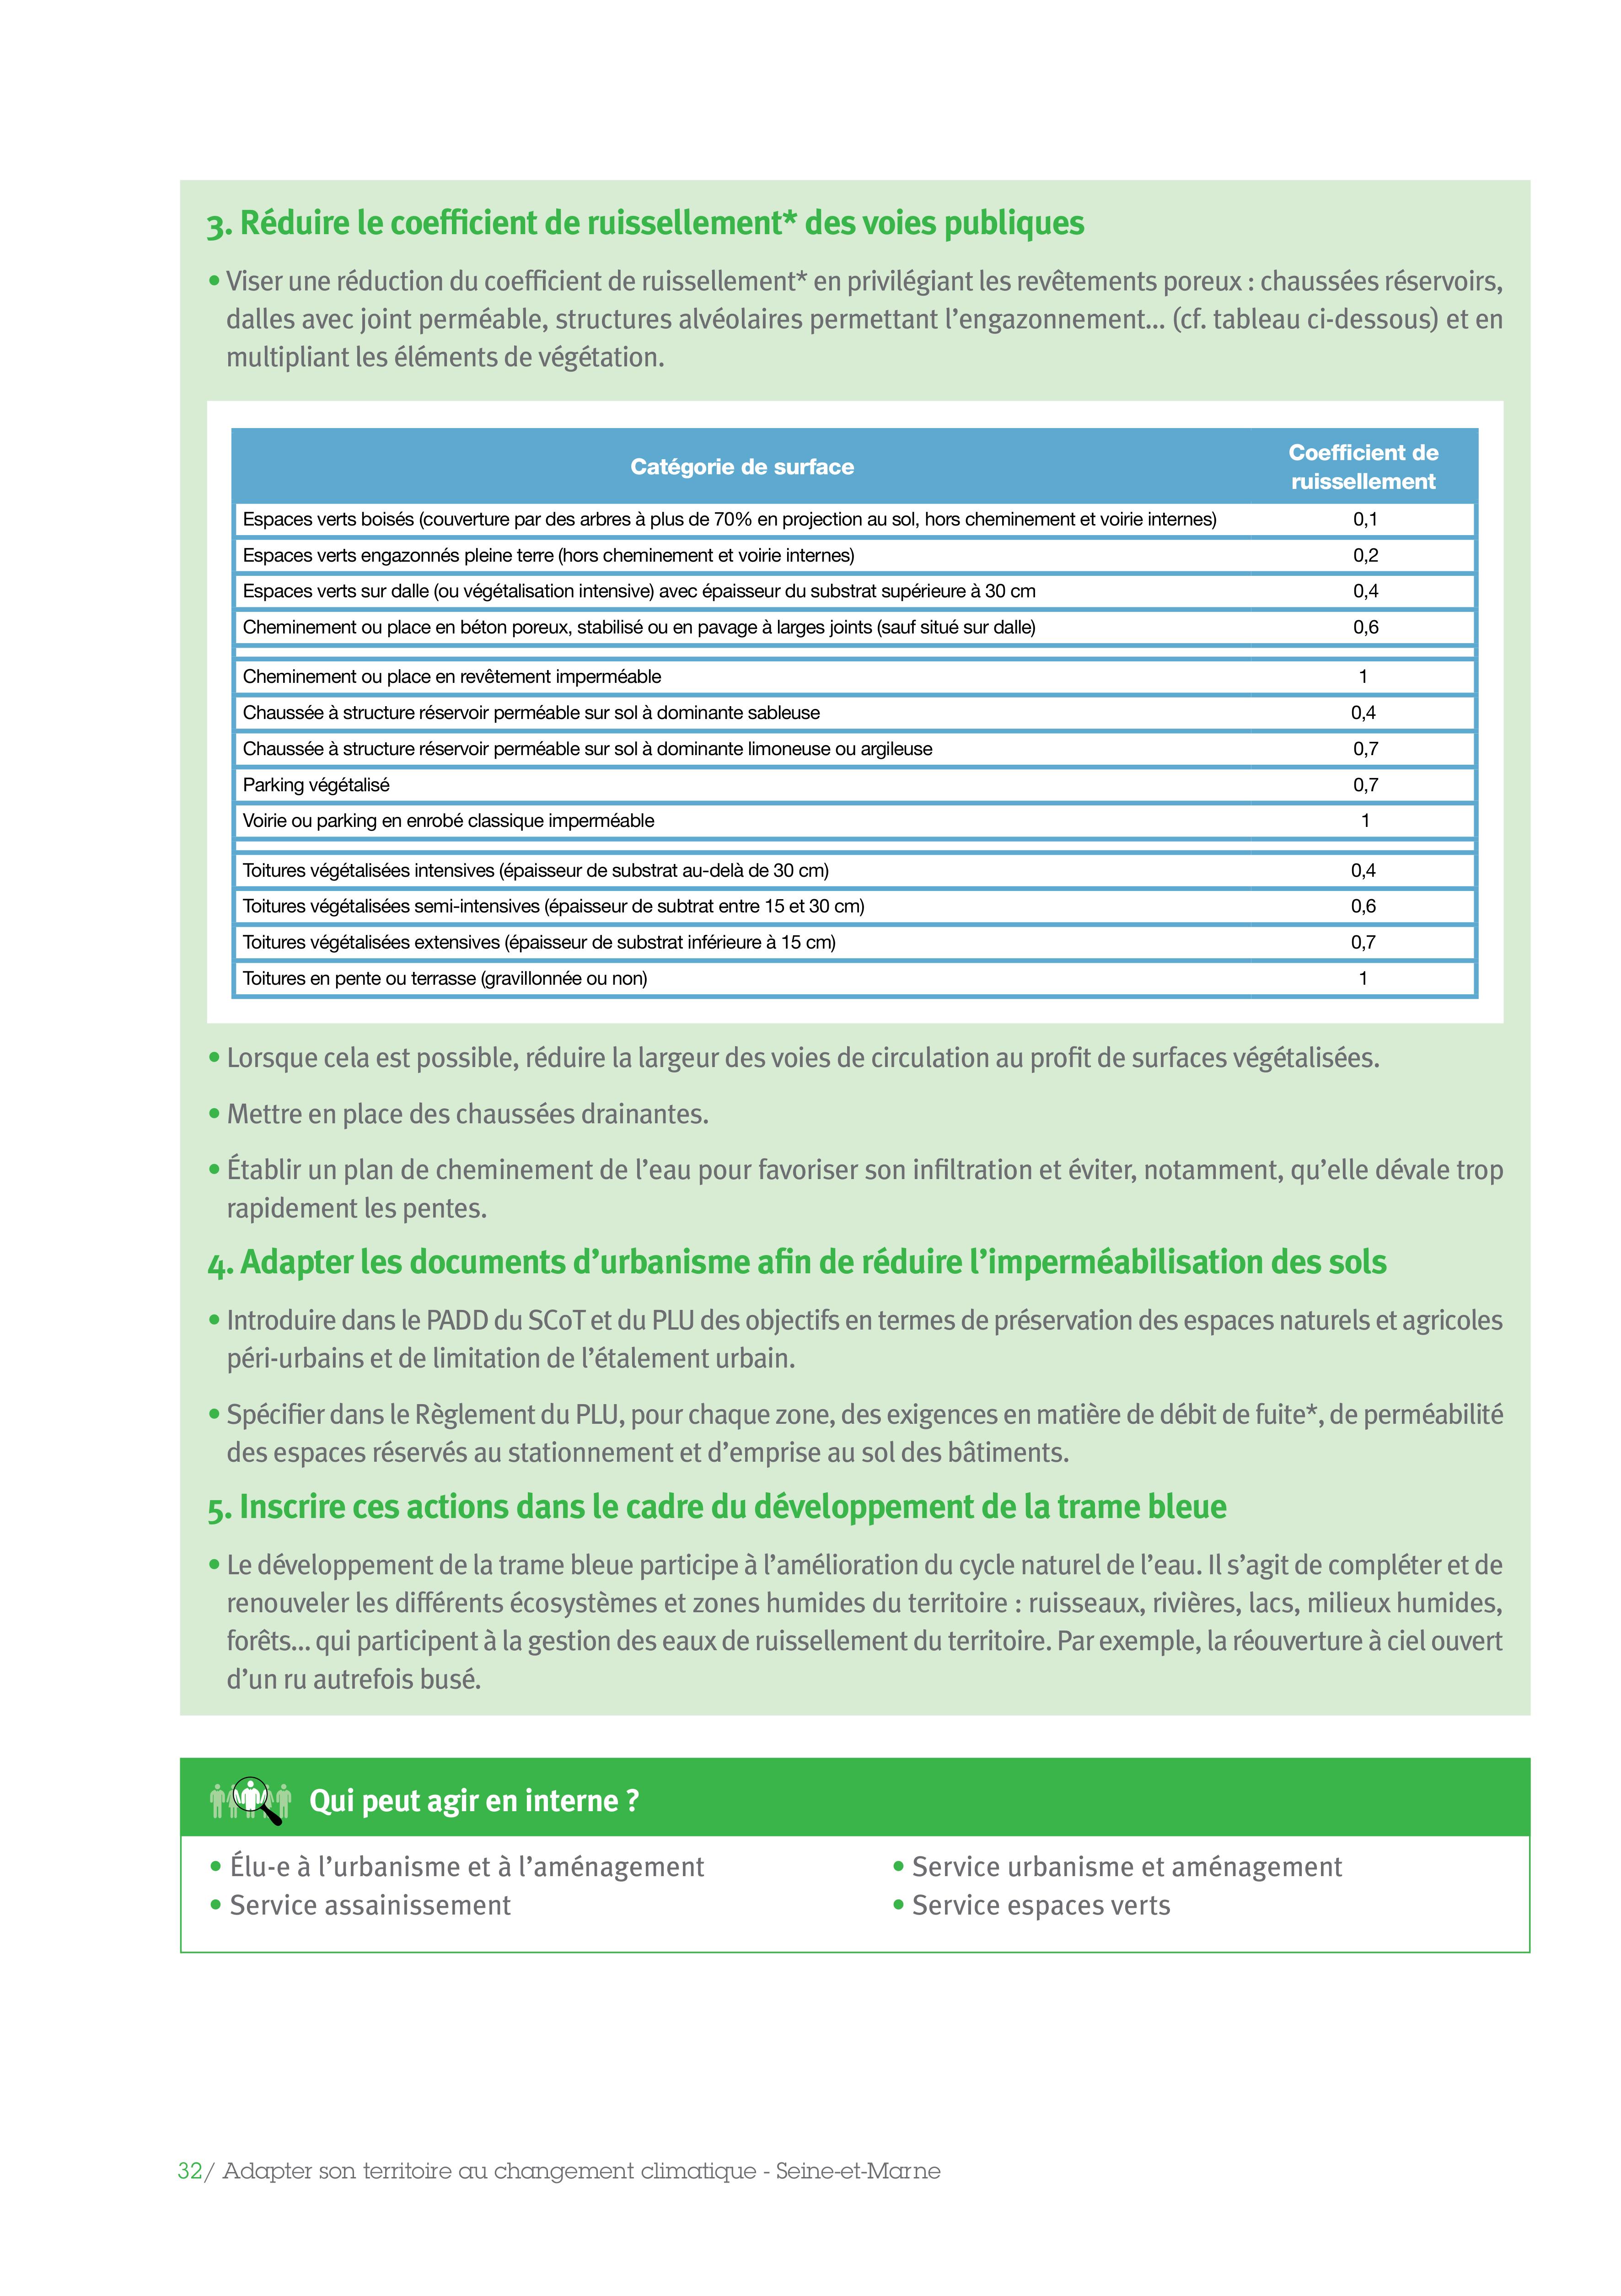 3. Réduire le coefficient de ruissellement* des voies publiques
• Viser une réduction du coefficient de ruissellement* en privilégiant les revêtements poreux : chaussées réservoirs,
dalles avec joint perméable, structures alvéolaires permettant l’engazonnement... (cf. tableau ci-dessous) et en
multipliant les éléments de végétation.
Catégorie de surface Coefficient de
ruissellement
Espaces verts boisés (couverture par des arbres à plus de 70% en projection au sol, hors cheminement et voirie internes) 0,1
Espaces verts engazonnés pleine terre (hors cheminement et voirie internes) 0,2
Espaces verts sur dalle (ou végétalisation intensive) avec épaisseur du substrat supérieure à 30 cm 0,4
Cheminement ou place en béton poreux, stabilisé ou en pavage à larges joints (sauf situé sur dalle) 0,6
Cheminement ou place en revêtement imperméable 1
Chaussée à structure réservoir perméable sur sol à dominante sableuse 0,4
Chaussée à structure réservoir perméable sur sol à dominante limoneuse ou argileuse 0,7
Parking végétalisé 0,7
Voirie ou parking en enrobé classique imperméable 1
Toitures végétalisées intensives (épaisseur de substrat au-delà de 30 cm) 0,4
Toitures végétalisées semi-intensives (épaisseur de subtrat entre 15 et 30 cm) 0,6
Toitures végétalisées extensives (épaisseur de substrat inférieure à 15 cm) 0,7
Toitures en pente ou terrasse (gravillonnée ou non) 1
• Lorsque cela est possible, réduire la largeur des voies de circulation au profit de surfaces végétalisées.
• Mettre en place des chaussées drainantes.
• Établir un plan de cheminement de l’eau pour favoriser son infiltration et éviter, notamment, qu’elle dévale trop
rapidement les pentes.
4. Adapter les documents d’urbanisme afin de réduire l’imperméabilisation des sols
• Introduire dans le PADD du SCoT et du PLU des objectifs en termes de préservation des espaces naturels et agricoles
péri-urbains et de limitation de l’étalement urbain.
• Spécifier dans le Règlement du PLU, pour chaque zone, des exigences en matière de débit de fuite*, de perméabilité
des espaces réservés au stationnement et d’emprise au sol des bâtiments.
5. Inscrire ces actions dans le cadre du développement de la trame bleue
• Le développement de la trame bleue participe à l’amélioration du cycle naturel de l’eau. Il s’agit de compléter et de
renouveler les différents écosystèmes et zones humides du territoire : ruisseaux, rivières, lacs, milieux humides,
forêts... qui participent à la gestion des eaux de ruissellement du territoire. Par exemple, la réouverture à ciel ouvert
d’un ru autrefois busé.
Qui peut agir en interne ?
• Élu-e à l’urbanisme et à l’aménagement
• Service assainissement
• Service urbanisme et aménagement
• Service espaces verts
32/ Adapter son territoire au changement climatique - Seine-et-Marne